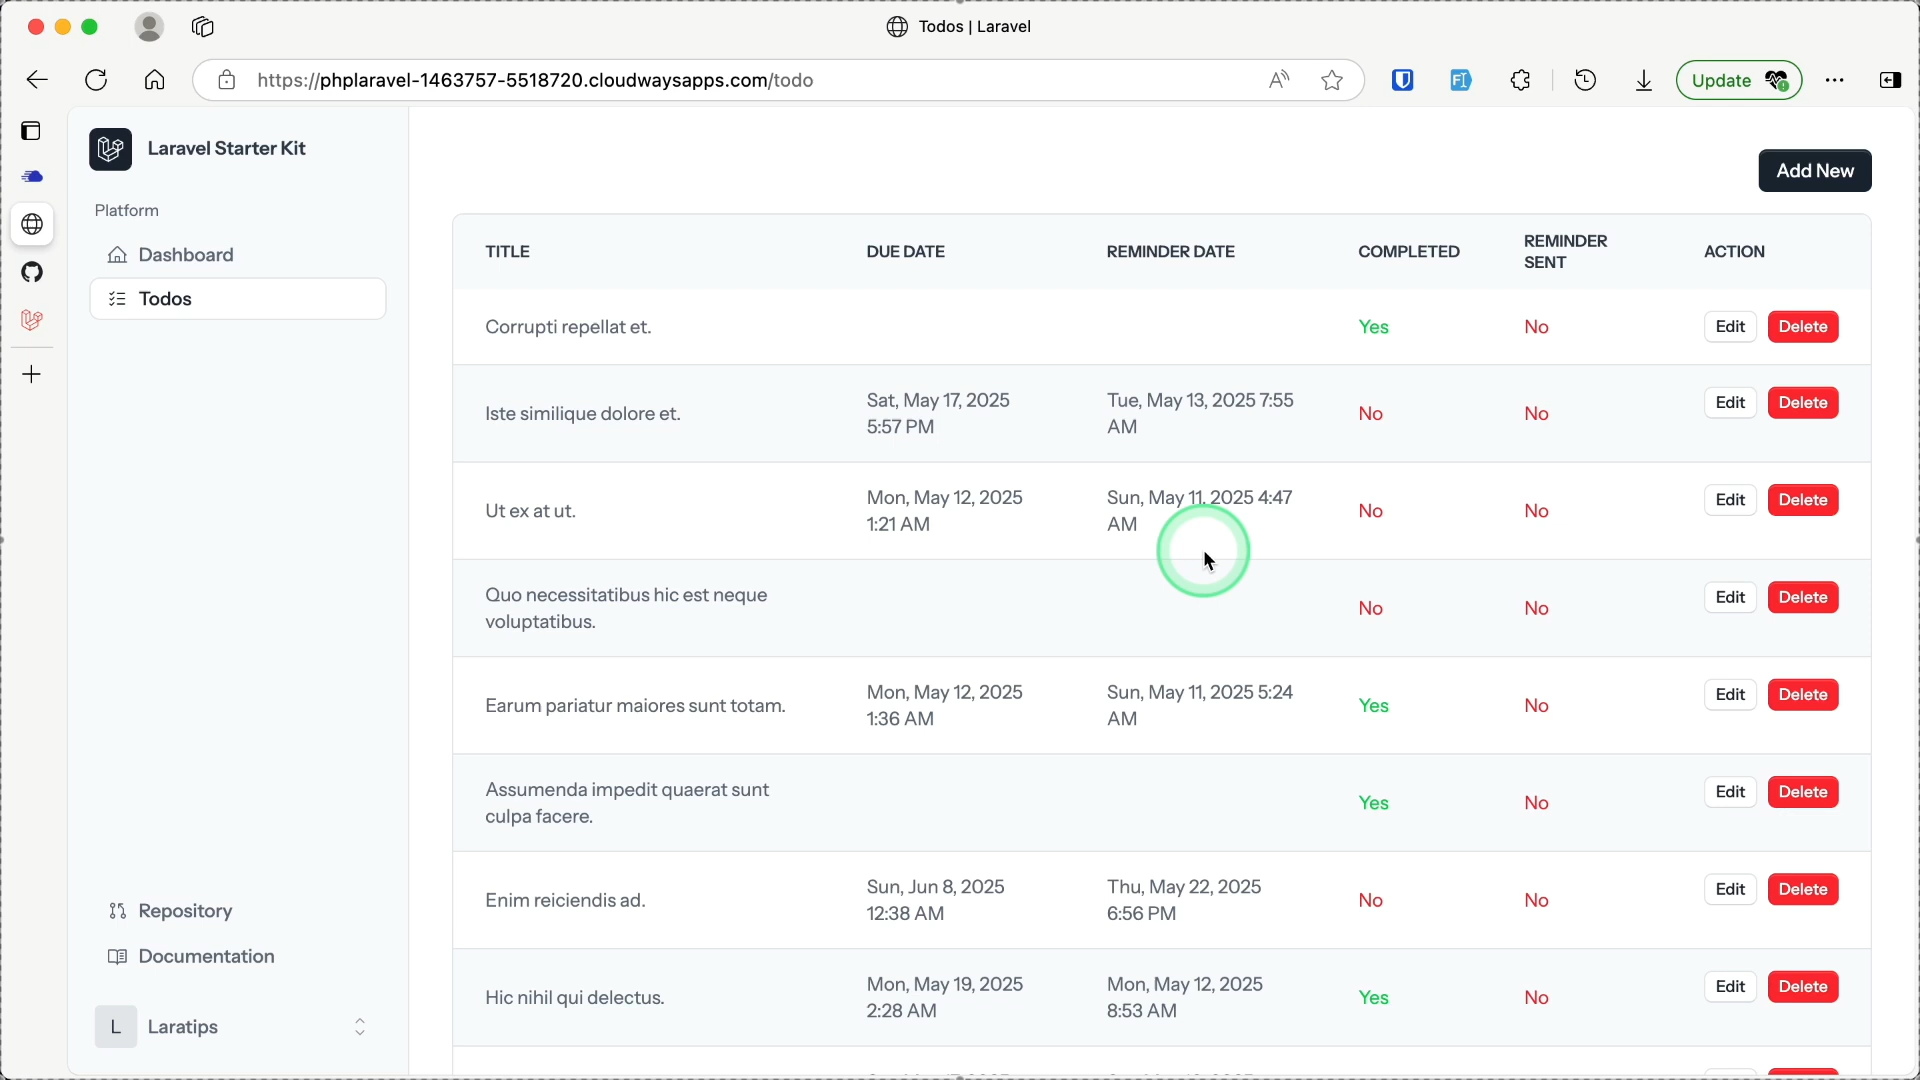 Todos | Laravel
https://phplaravel-1463757-5518720.cloudwaysapps.com/todo
Update
Laravel Starter Kit
Platform
Dashboard
Todos
Repository
Documentation
L
Laratips
Add New
TITLE
DUE DATE
REMINDER DATE
COMPLETED
REMINDER
SENT
ACTION
Corrupti repellat et.
Yes
No
Edit
Delete
Iste similique dolore et.
Sat, May 17, 2025
5:57 PM
Tue, May 13, 2025 7:55
AM
No
No
Edit
Delete
Ut ex at ut.
Mon, May 12, 2025
1:21 AM
Sun, May 11, 2025 4:47
AM
No
No
Edit
Delete
Quo necessitatibus hic est neque
voluptatibus.
No
No
Edit
Delete
Earum pariatur maiores sunt totam.
Mon, May 12, 2025
1:36 AM
Sun, May 11, 2025 5:24
AM
Yes
No
Edit
Delete
Assumenda impedit quaerat sunt
culpa facere.
Yes
No
Edit
Delete
Enim reiciendis ad.
Sun, Jun 8, 2025
12:38 AM
Thu, May 22, 2025
6:56 PM
No
No
Edit
Delete
Hic nihil qui delectus.
Mon, May 19, 2025
2:28 AM
Mon, May 12, 2025
8:53 AM
Yes
No
Edit
Delete